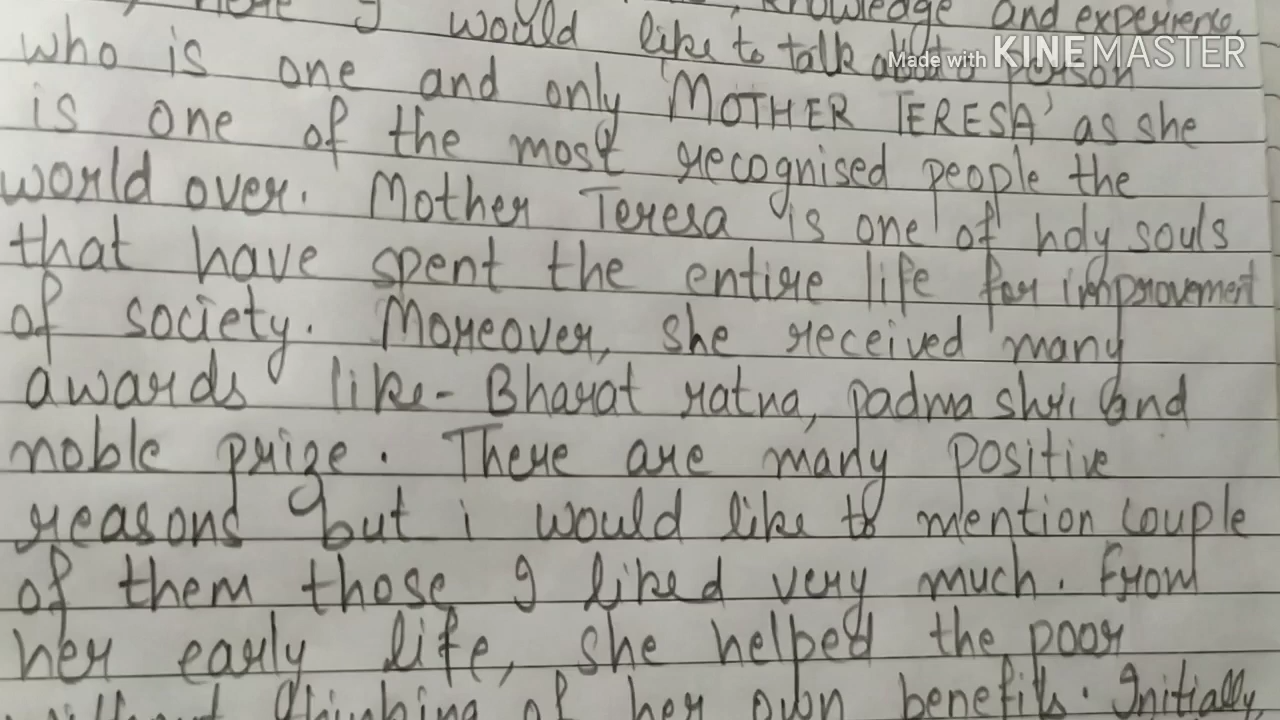 here I would knowledge and experience,
like to talk about a person
Made with KINEMASTER
who is one and only 'MOTHER TERESA' as she
is one of the most recognised people the
world over. Mother Teresa is one of holy souls
that have spent the entire life for improvement
of society. Moreover, she received many
awards like- Bharat ratna, padma shri and
noble prize. There are many positive
reasons but i would like to mention couple
of them those I liked very much. From
her early life, she helped the poor
without thinking of her own benefits. Initially,